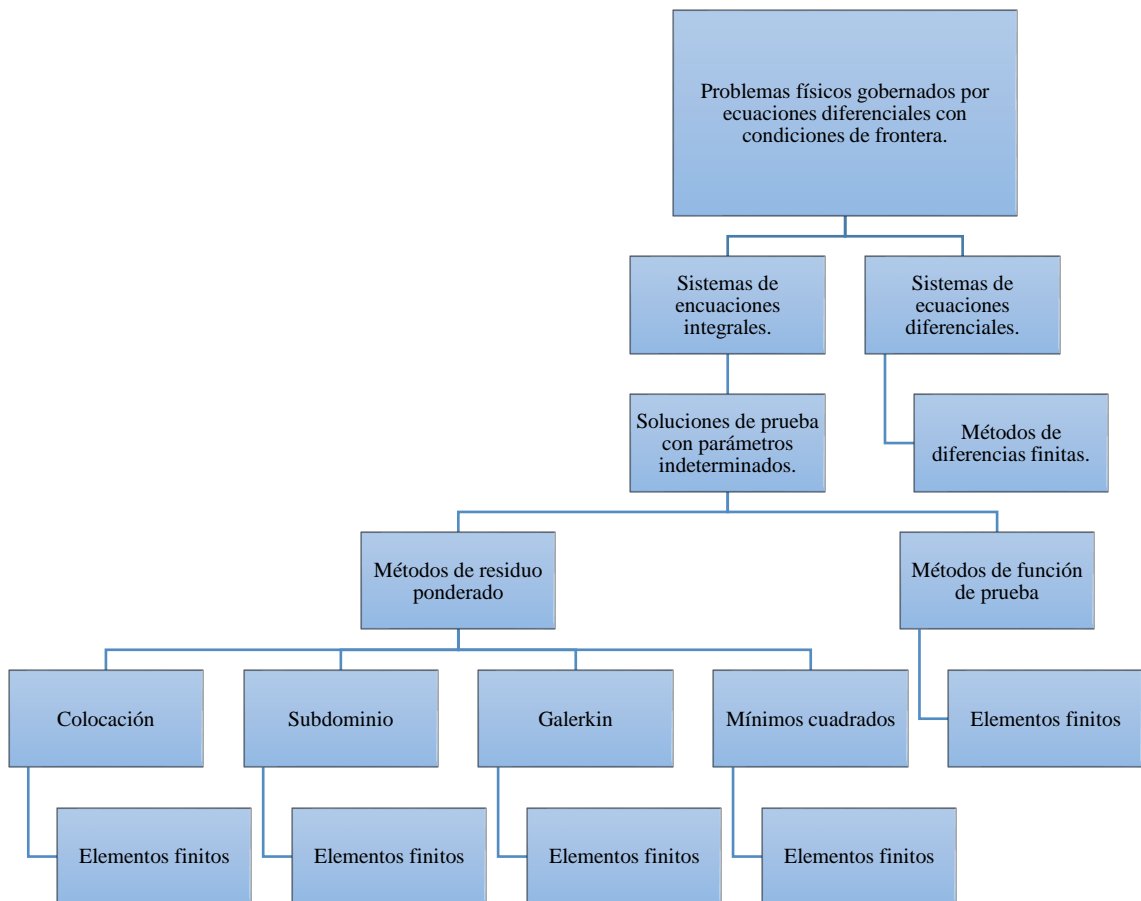 Problemas físicos gobernados por
ecuaciones diferenciales con
condiciones de frontera.
Sistemas de
encuaciones
integrales.
Sistemas de
ecuaciones
diferenciales.
Soluciones de prueba
con parámetros
indeterminados.
Métodos de
diferencias finitas.
Métodos de residuo
ponderado
Métodos de función
de prueba
Colocación
Subdominio
Galerkin
Mínimos cuadrados
Elementos finitos
Elementos finitos
Elementos finitos
Elementos finitos
Elementos finitos